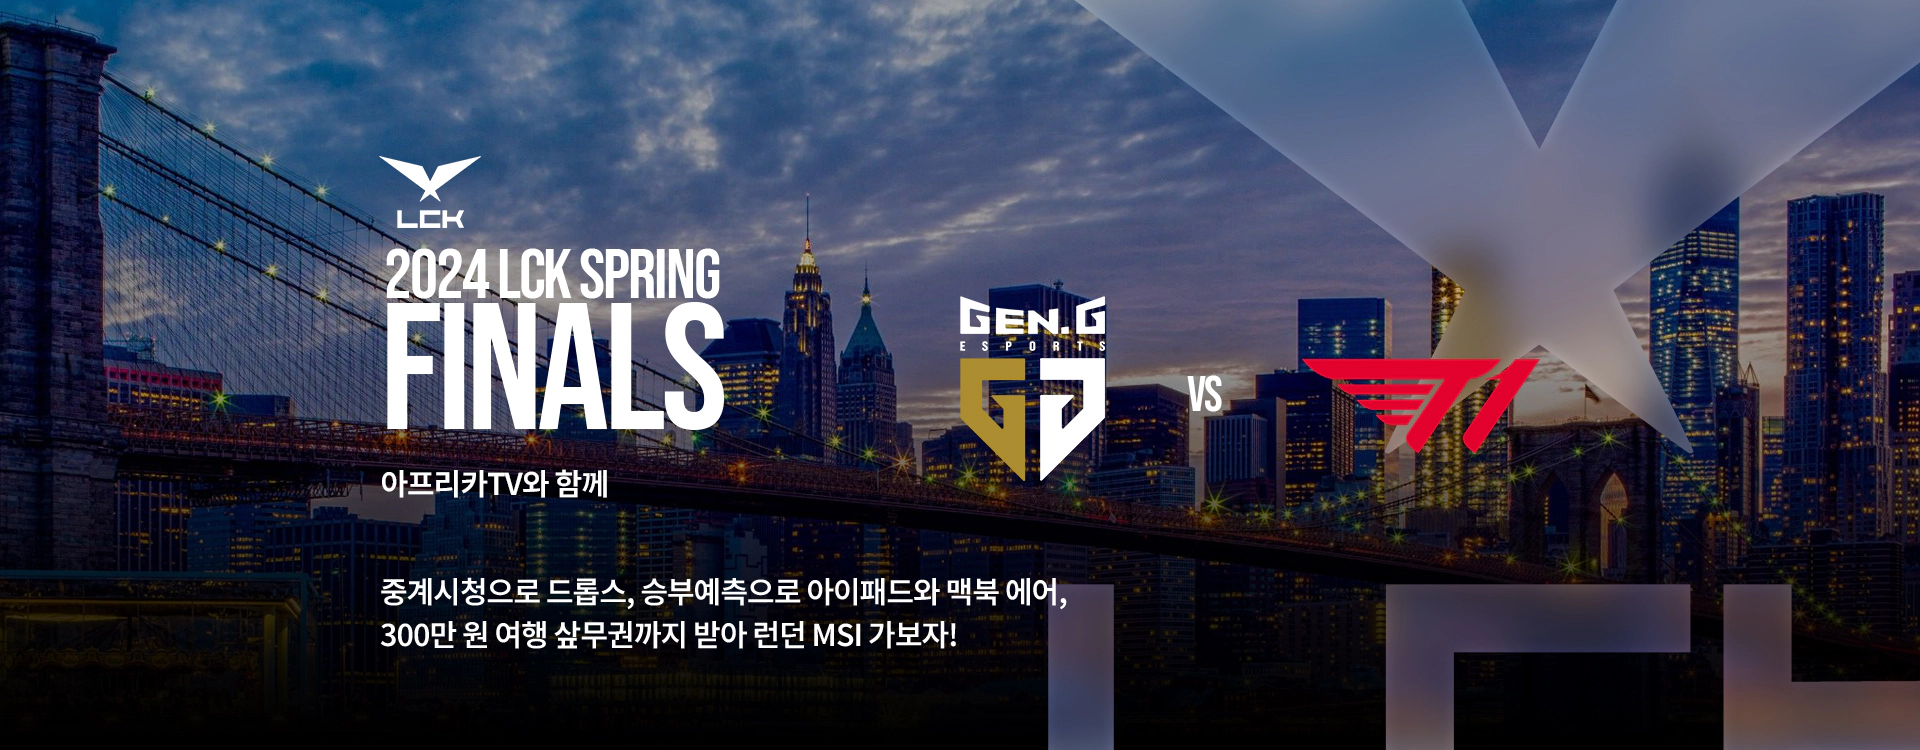 LCK
2024 LCK SPRING
FINALS
아프리카TV와 함께
GEN.G
ESPORTS
VS
T1
중계시청으로 드롭스, 승부예측으로 아이패드와 맥북 에어,
300만 원 여행 샆무권까지 받아 런던 MSI 가보자!